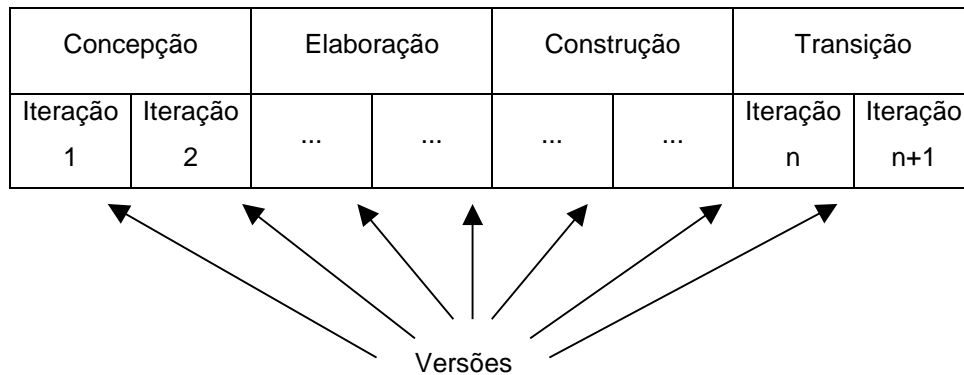 Concepção Elaboração Construção Transição
Iteração Iteração ... ... ... ... Iteração Iteração
1 2 n n+1
Versões